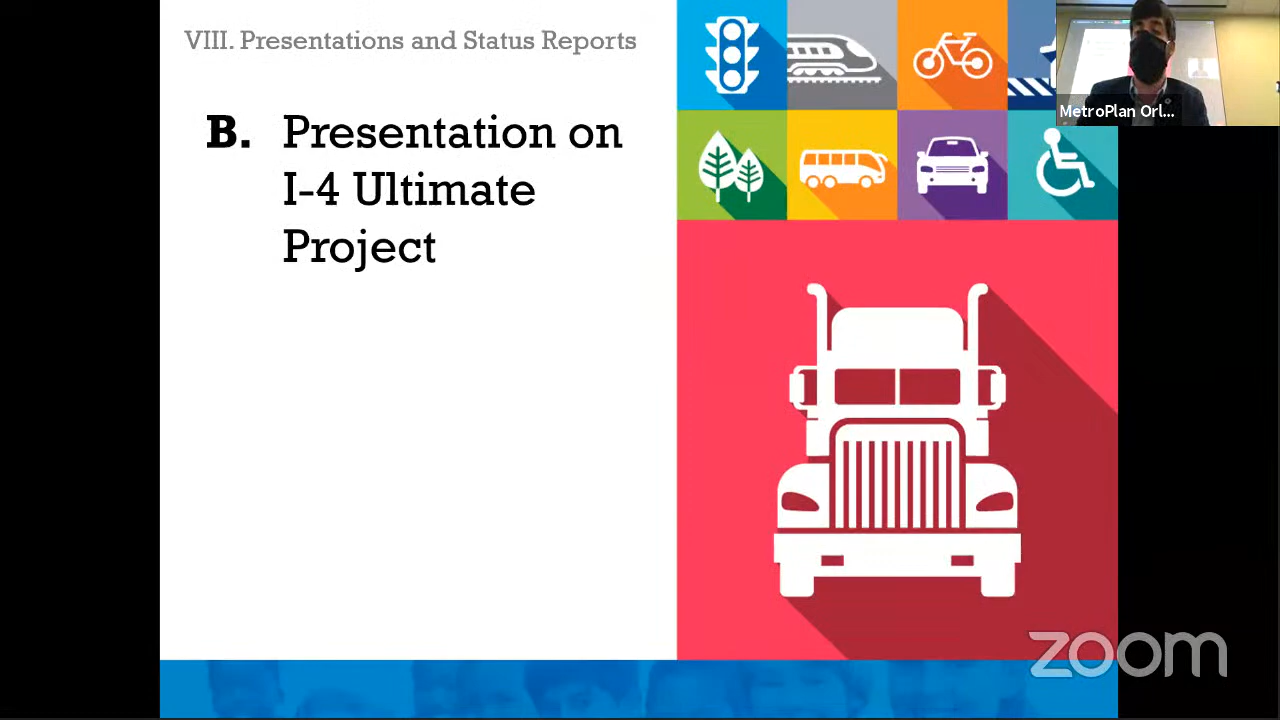 VIII. Presentations and Status Reports
B. Presentation on
I-4 Ultimate
Project
MetroPlan Orl...
zoom